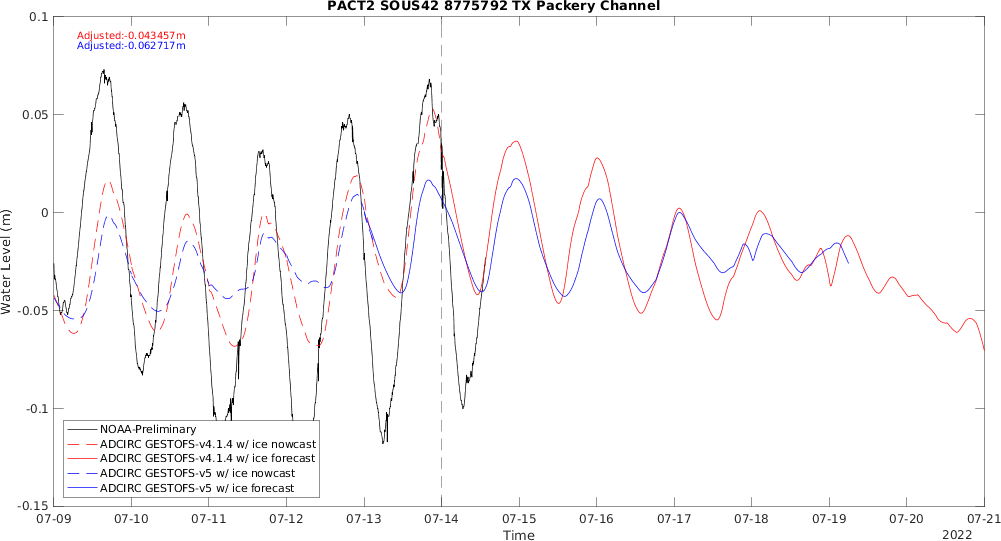 PACT2 SOUS42 8775792 TX Packery Channel
Adjusted:-0.043457m
Adjusted:-0.062717m
Water Level (m)
0.1
0.05
0
-0.05
-0.1
-0.15
NOAA-Preliminary
ADCIRC GESTOFS-v4.1.4 w/ ice nowcast
ADCIRC GESTOFS-v4.1.4 w/ ice forecast
ADCIRC GESTOFS-v5 w/ ice nowcast
ADCIRC GESTOFS-v5 w/ ice forecast
07-09 07-10 07-11 07-12 07-13 07-14 07-15 07-16 07-17 07-18 07-19 07-20 07-21
Time
2022